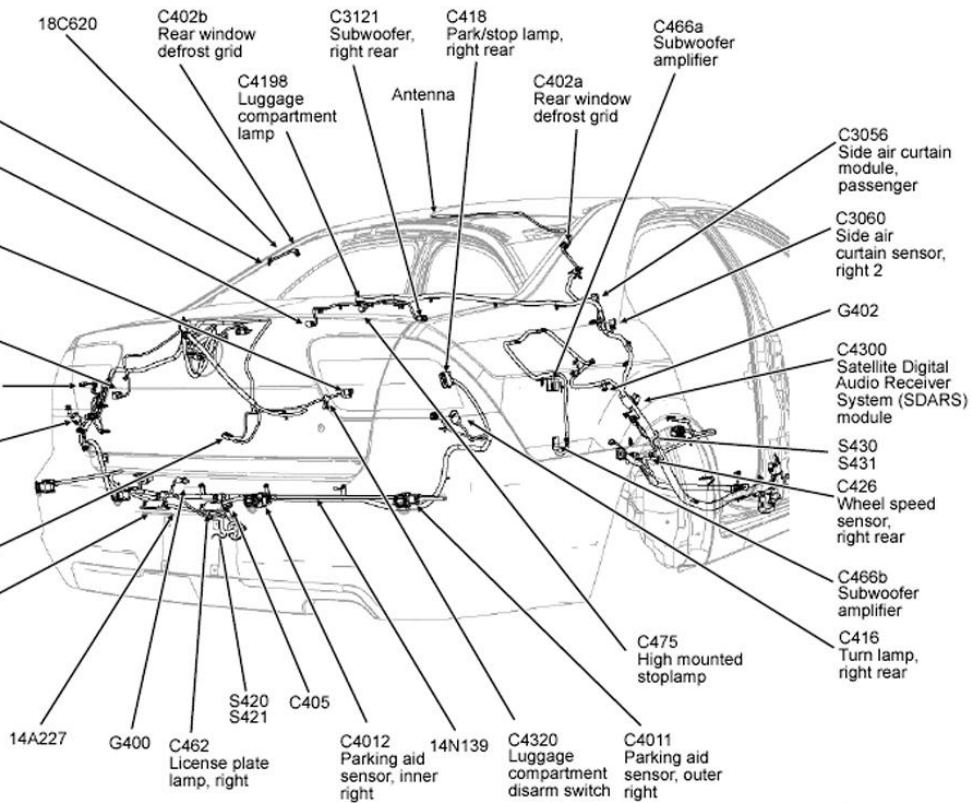 18C620
C402b
Rear window
defrost grid
C3121
Subwoofer,
right rear
C418
Park/stop lamp,
right rear
C466a
Subwoofer
amplifier
C4198
Luggage
compartment
lamp
Antenna
C402a
Rear window
defrost grid
C3056
Side air curtain
module,
passenger
C3060
Side air
curtain sensor,
right 2
G402
C4300
Satellite Digital
Audio Receiver
System (SDARS)
module
S430
S431
C426
Wheel speed
sensor,
right rear
C466b
Subwoofer
amplifier
C416
Turn lamp,
right rear
C475
High mounted
stoplamp
14A227
G400
C462
License plate
lamp, right
S420
S421
C405
C4012
Parking aid
sensor, inner
right
14N139
C4320
Luggage
compartment
disarm switch
C4011
Parking aid
sensor, outer
right